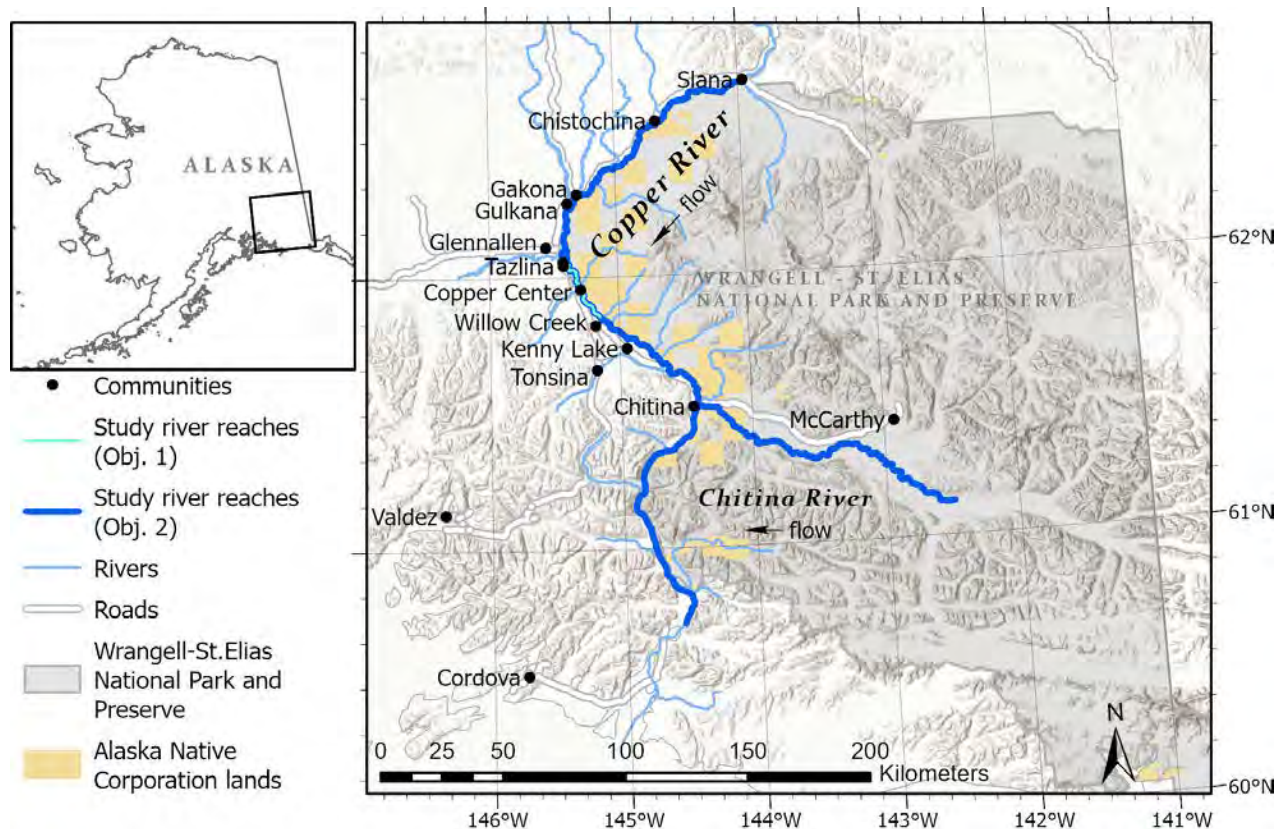 ALASKA
Communities
Study river reaches
(Obj. 1)
Study river reaches
(Obj. 2)
Rivers
Roads
Wrangell-St.Elias
National Park and
Preserve
Alaska Native
Corporation lands
Slana
Chistochina
Copper River
flow
Gakona
Gulkana
Glennallen
Tazlina
Copper Center
Willow Creek
Kenny Lake
Tonsina
Chitina
McCarthy
WRANGELL - ST. ELIAS
NATIONAL PARK AND PRESERVE
Chitina River
flow
Valdez
Cordova
0 25 50 100 150 200
Kilometers
N
62°N
61°N
60°N
146°W 145°W 144°W 143°W 142°W 141°W